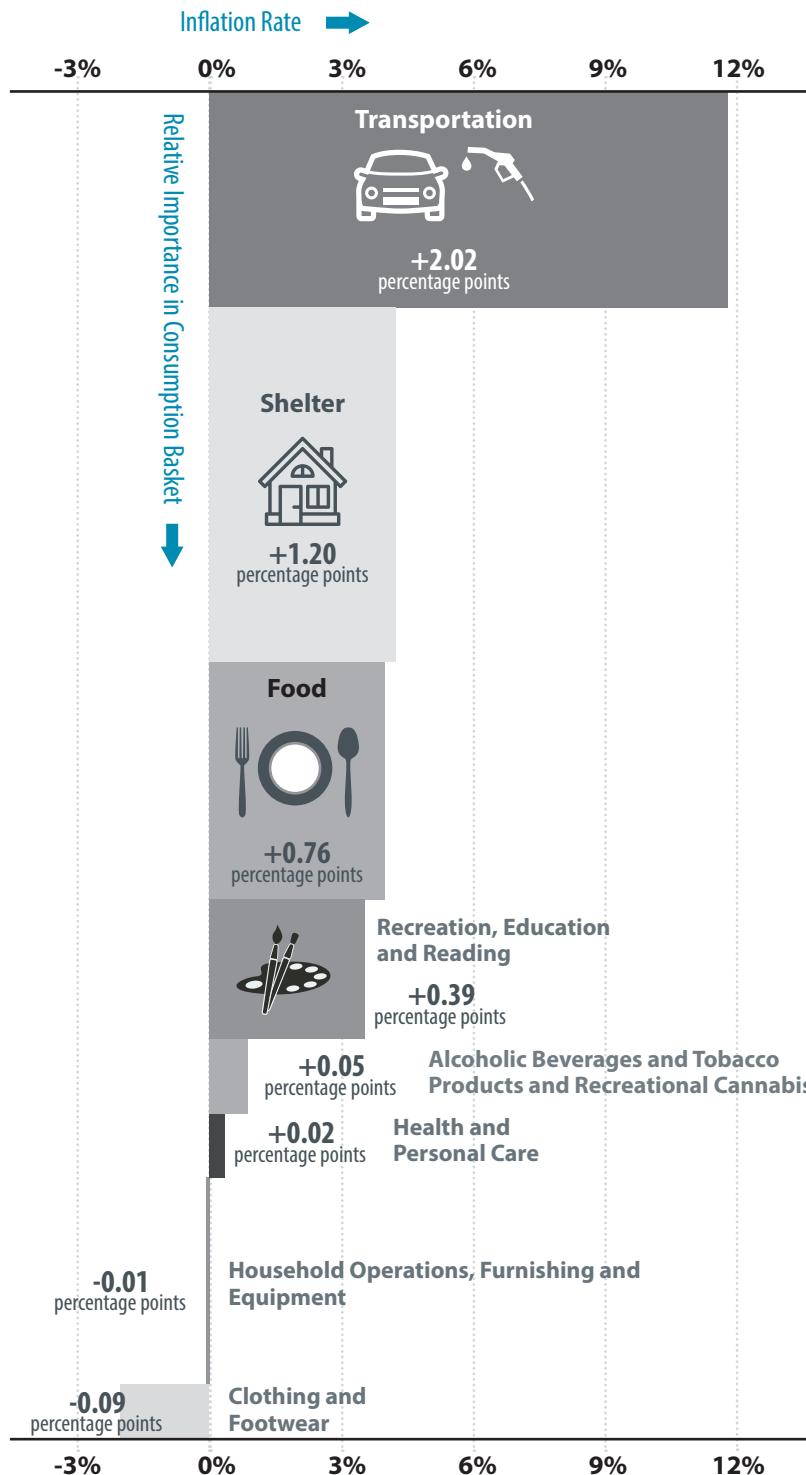 Inflation Rate
-3% 0% 3% 6% 9% 12%
Relative Importance in Consumption Basket
Transportation
+2.02
percentage points
Shelter
+1.20
percentage points
Food
+0.76
percentage points
Recreation, Education
and Reading
+0.39
percentage points
+0.05
percentage points
Alcoholic Beverages and Tobacco
Products and Recreational Cannabis
+0.02
percentage points
Health and
Personal Care
-0.01
percentage points
Household Operations, Furnishing and
Equipment
-0.09
percentage points
Clothing and
Footwear
-3% 0% 3% 6% 9% 12%